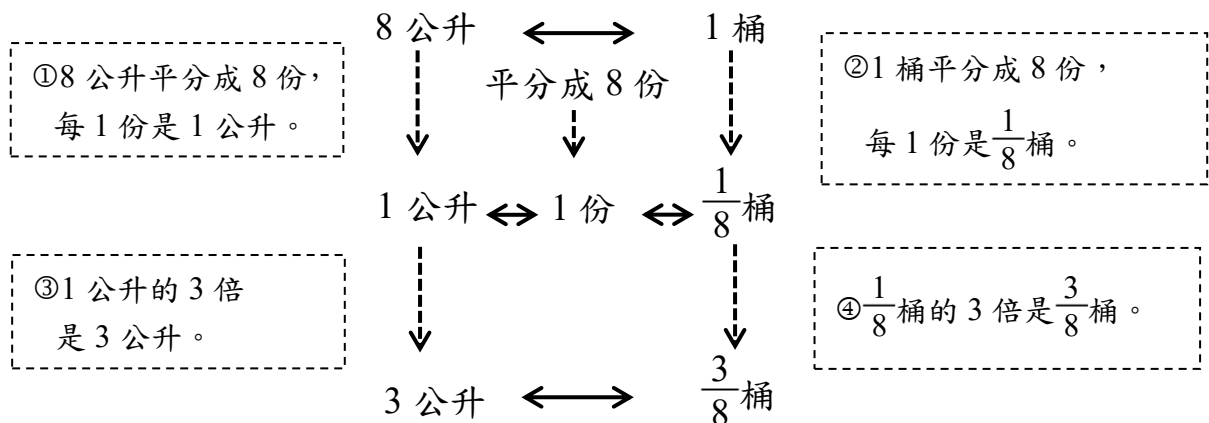 8 公升 1 桶
①8 公升平分成 8 份，
每 1 份是 1 公升。
平分成 8 份
②1 桶平分成 8 份，
每 1 份是 1/8 桶。
1 公升 1 份 1/8 桶
③1 公升的 3 倍
是 3 公升。
④1/8 桶的 3 倍是 3/8 桶。
3 公升 3/8 桶